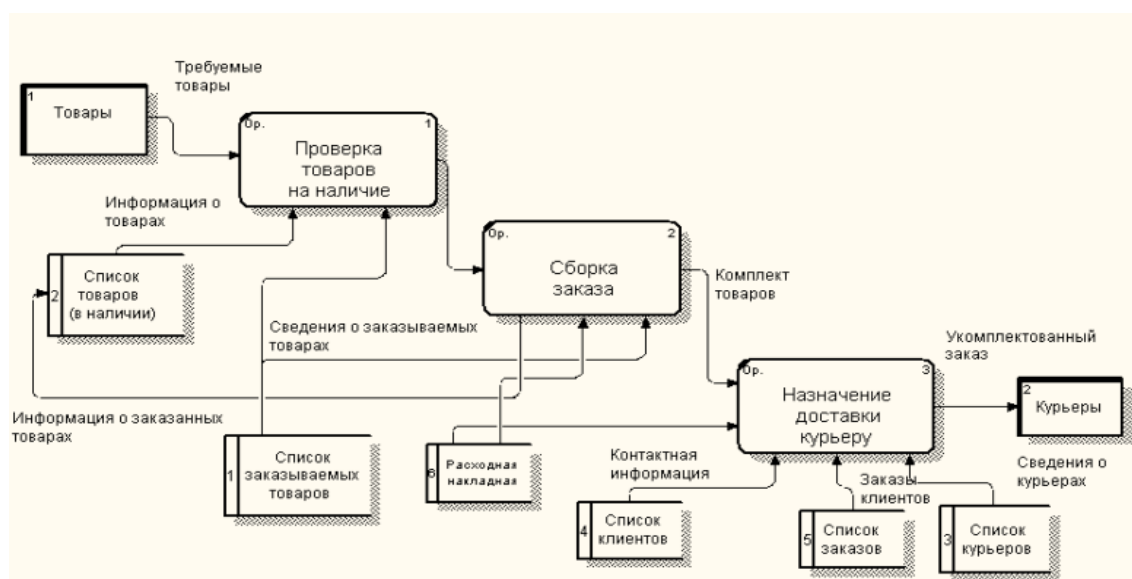 Требуемые
товары
1
Товары
0р.
1
Проверка
товаров
на наличие
Информация о
товарах
0р.
2
Сборка
заказа
2
Список
товаров
(в наличии)
Комплект
товаров
Сведения о заказываемых
товарах
Укомплектованный
заказ
0р.
3
Назначение
доставки
курьеру
2
Курьеры
Информация о заказанных
товарах
1
Список
заказываемых
товаров
6
Расходная
накладная
Контактная
информация
Заказы
клиентов
Сведения о
курьерах
4
Список
клиентов
5
Список
заказов
3
Список
курьеров